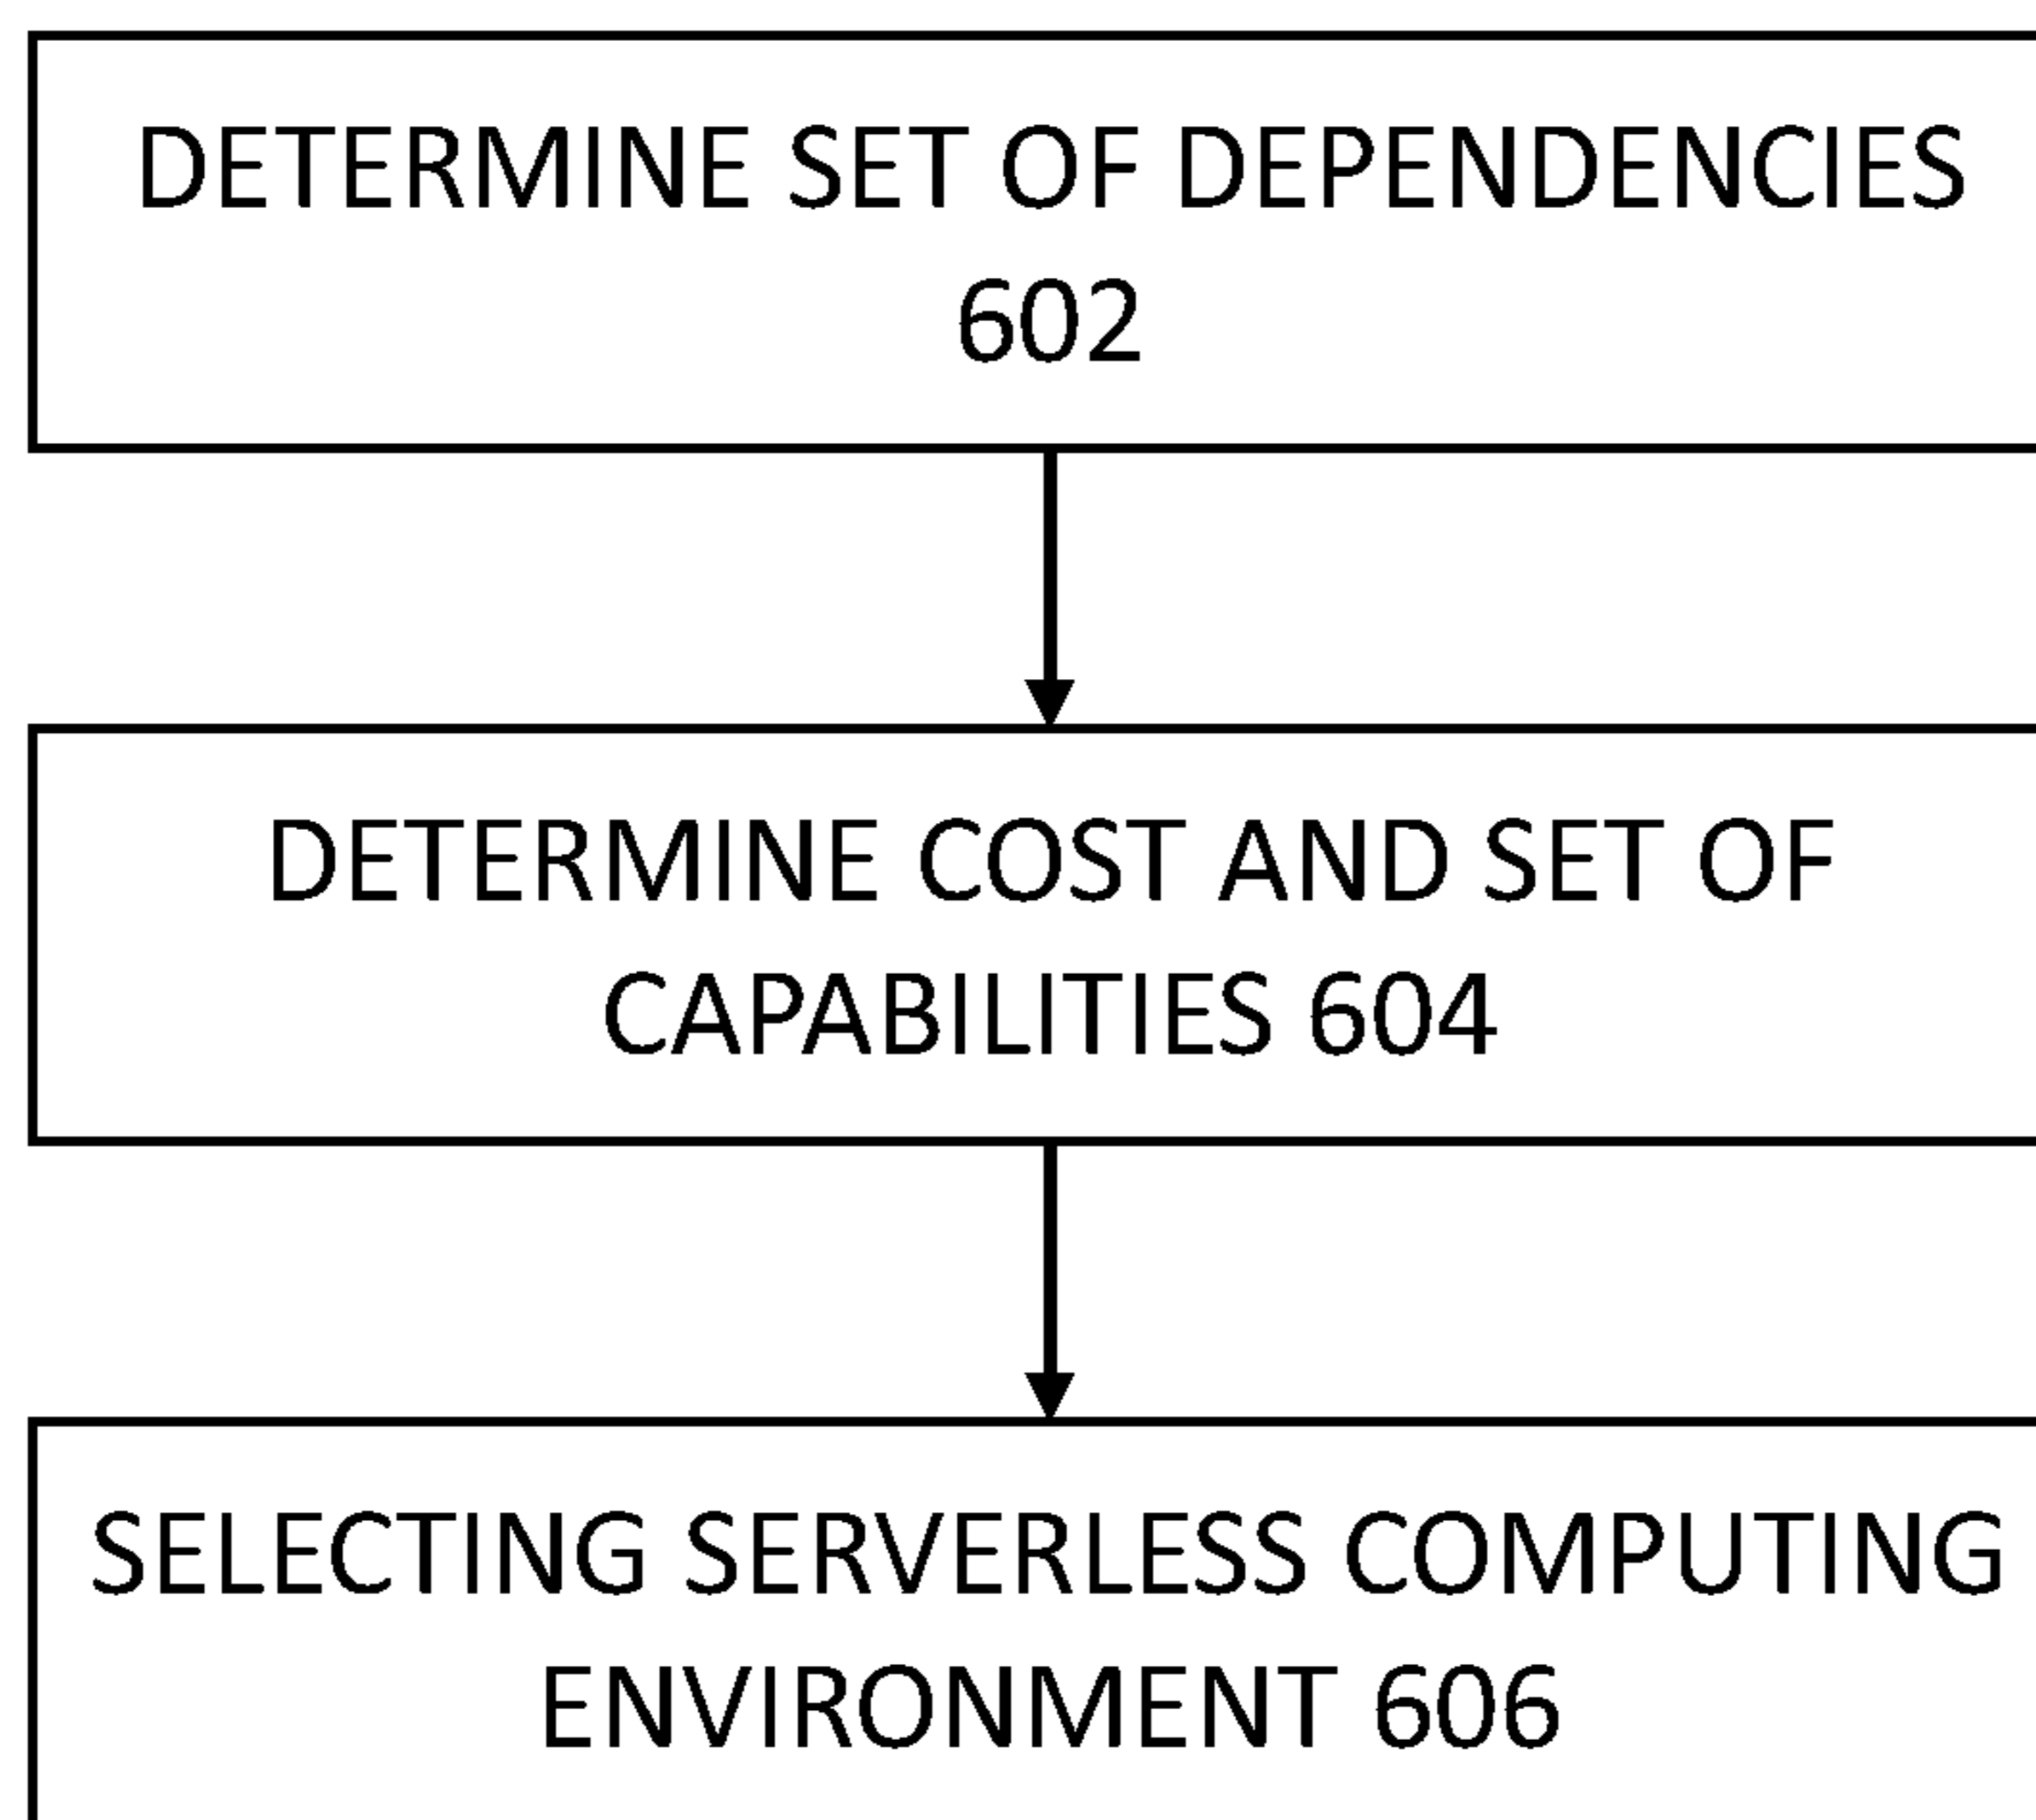 DETERMINE SET OF DEPENDENCIES
602
DETERMINE COST AND SET OF
CAPABILITIES 604
SELECTING SERVERLESS COMPUTING
ENVIRONMENT 606